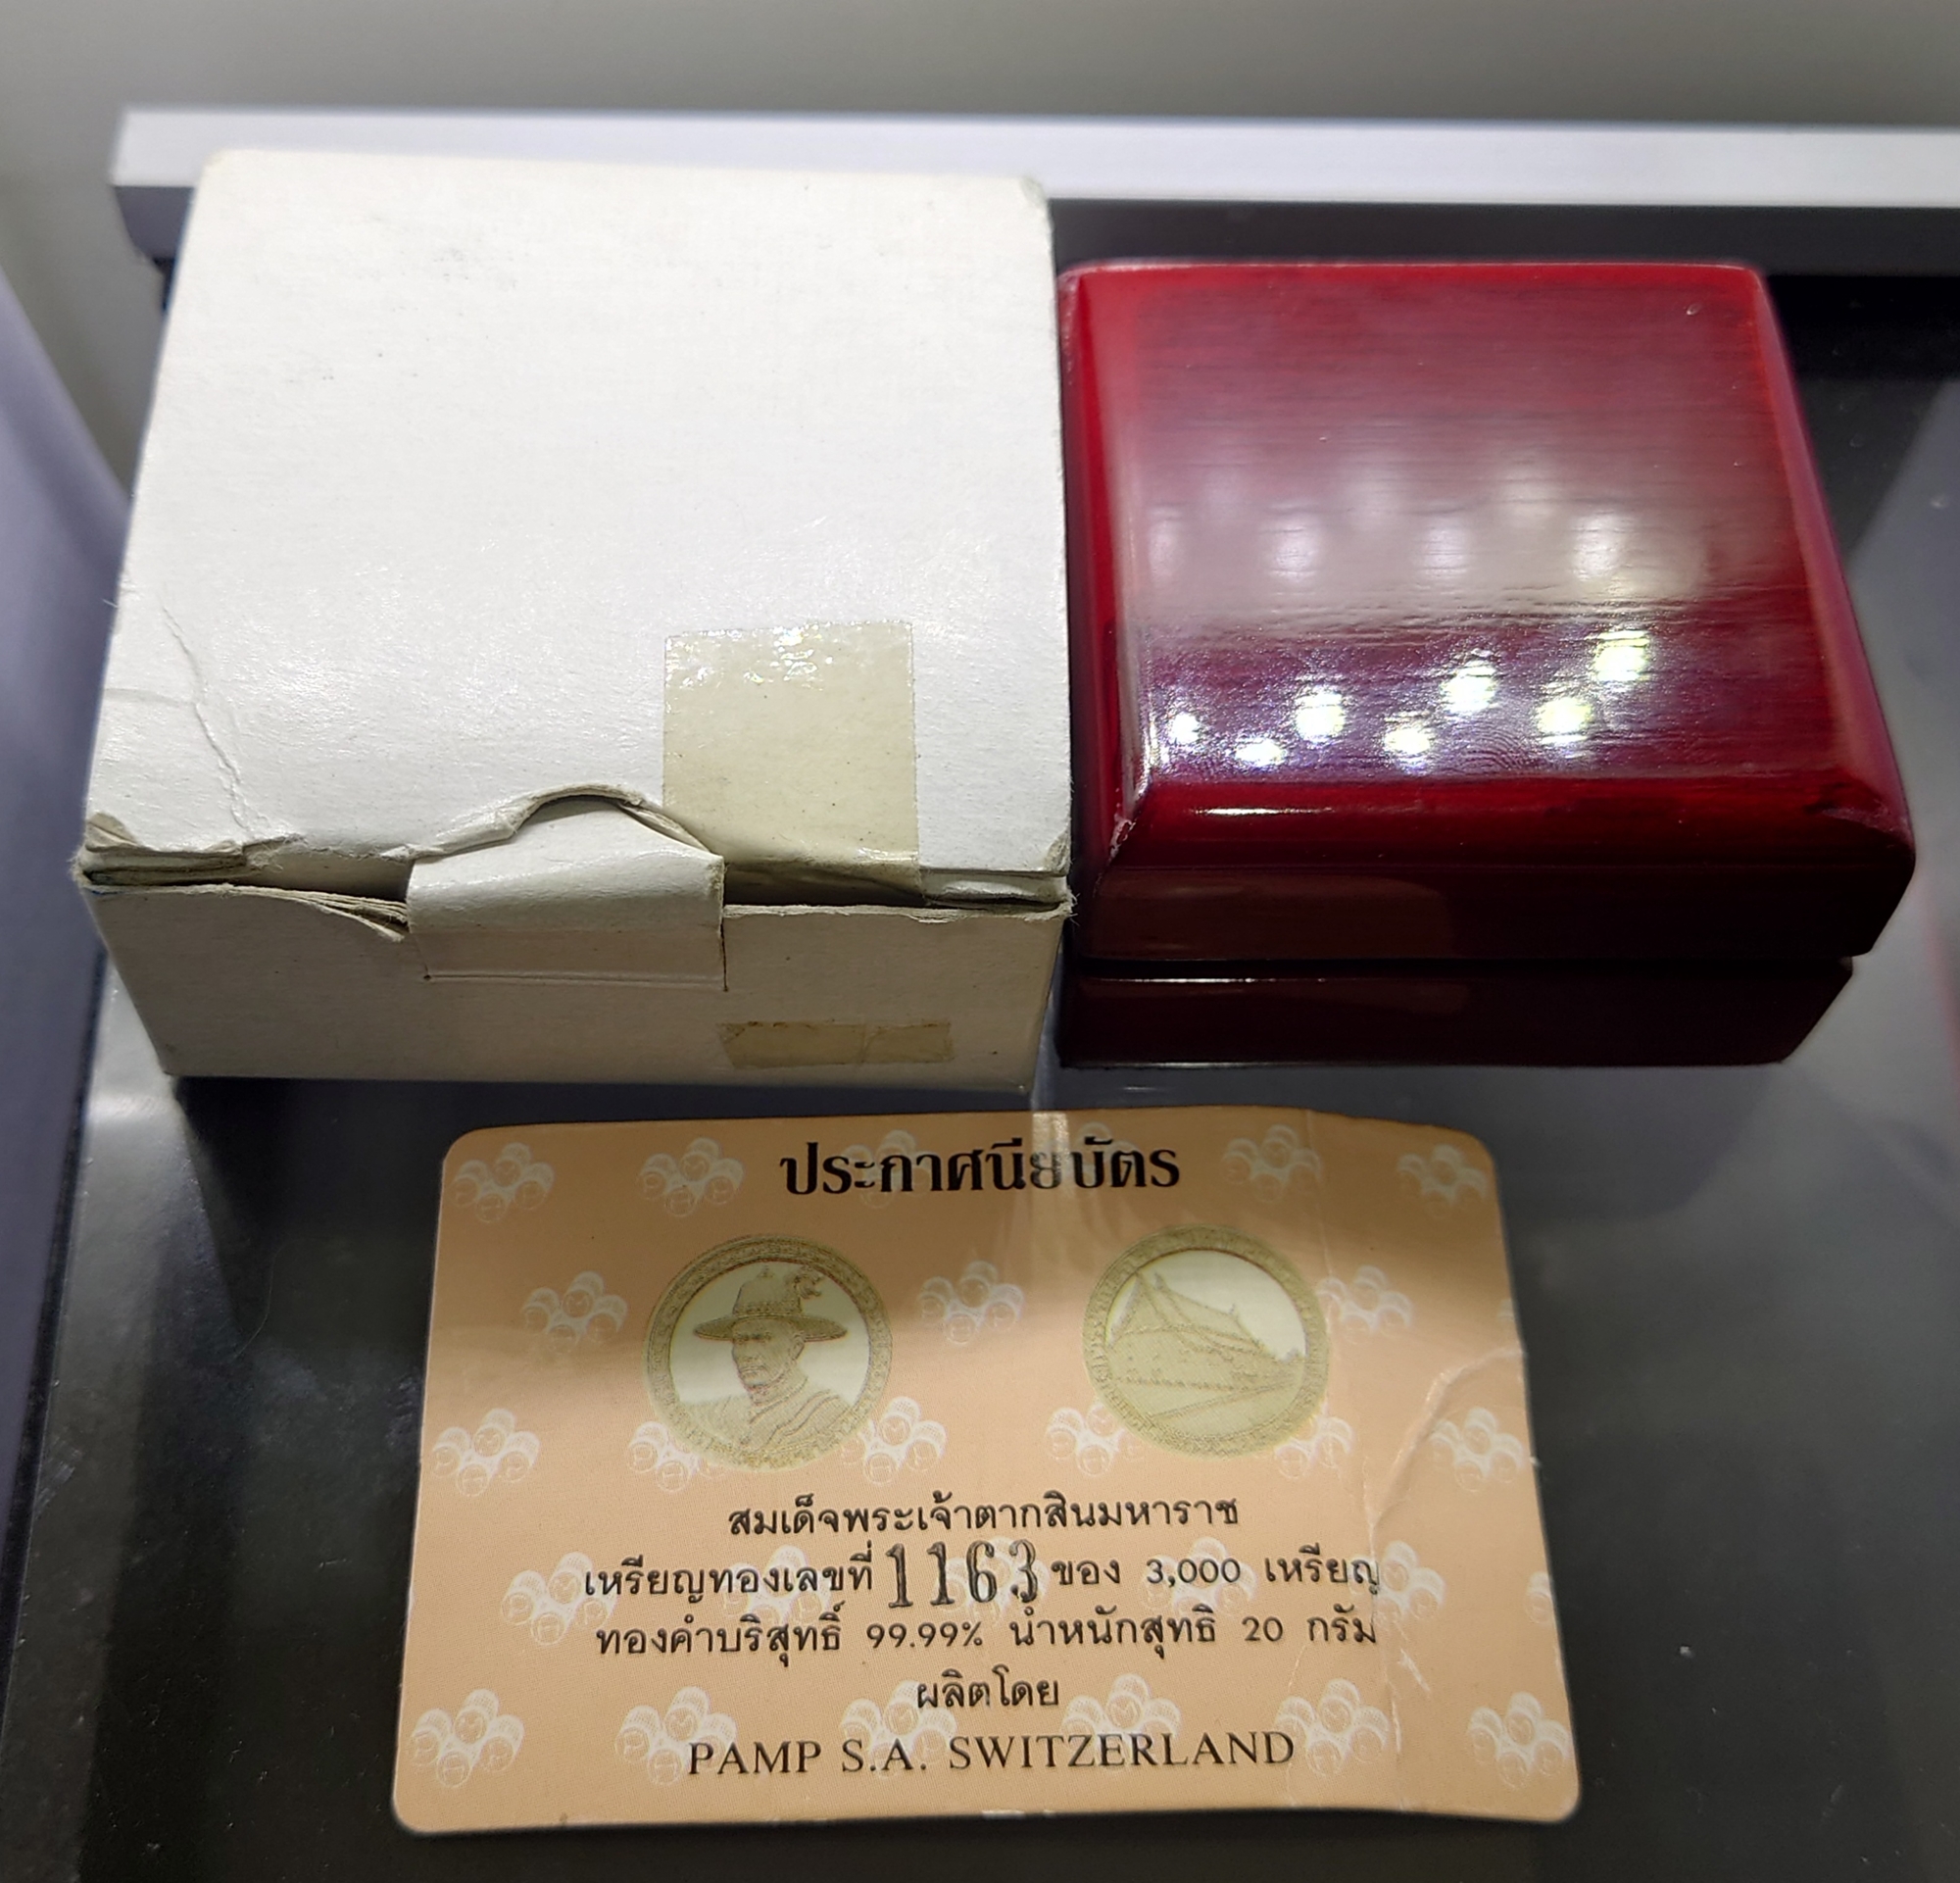 ประกาศนียบัตร
สมเด็จพระเจ้าตากสินมหาราช
เหรียญทองเลขที่ 1163 ของ 3,000 เหรียญ
ทองคำบริสุทธิ์ 99.99% น้ำหนักสุทธิ 20 กรัม
ผลิตโดย
PAMP S.A. SWITZERLAND